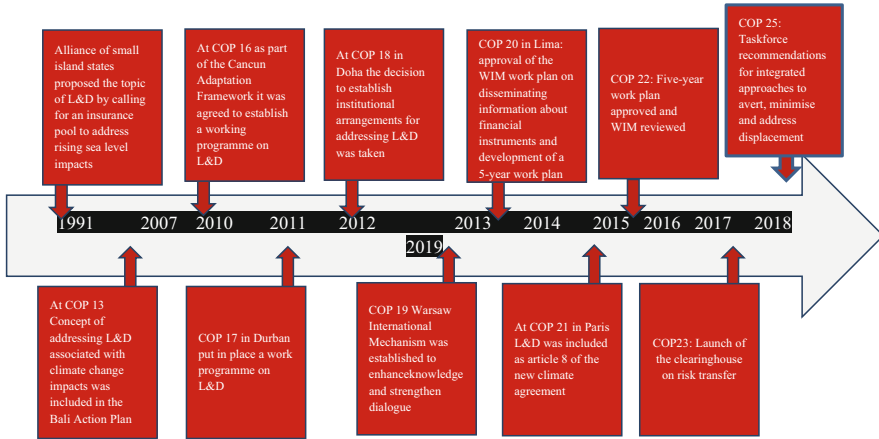 Alliance of small
island states
proposed the topic
of L&D by calling
for an insurance
pool to address
rising sea level
impacts
At COP 16 as part
of the Cancun
Adaptation
Framework it was
agreed to establish
a working
programme on
L&D
At COP 18 in
Doha the decision
to establish
institutional
arrangements for
addressing L&D
was taken
COP 20 in Lima:
approval of the
WIM work plan on
disseminating
information about
financial
instruments and
development of a
5-year work plan
COP 22: Five-year
work plan
approved and
WIM reviewed
COP 25:
Taskforce
recommendations
for integrated
approaches to
avert, minimise
and address
displacement
1991 2007 2010 2011 2012 2013 2014 2015 2016 2017 2018
2019
At COP 13
Concept of
addressing L&D
associated with
climate change
impacts was
included in the
Bali Action Plan
COP 17 in Durban
put in place a work
programme on
L&D
COP 19 Warsaw
International
Mechanism was
established to
enhanceknowledge
and strengthen
dialogue
At COP 21 in Paris
L&D was included
as article 8 of the
new climate
agreement
COP23: Launch of
the clearinghouse
on risk transfer